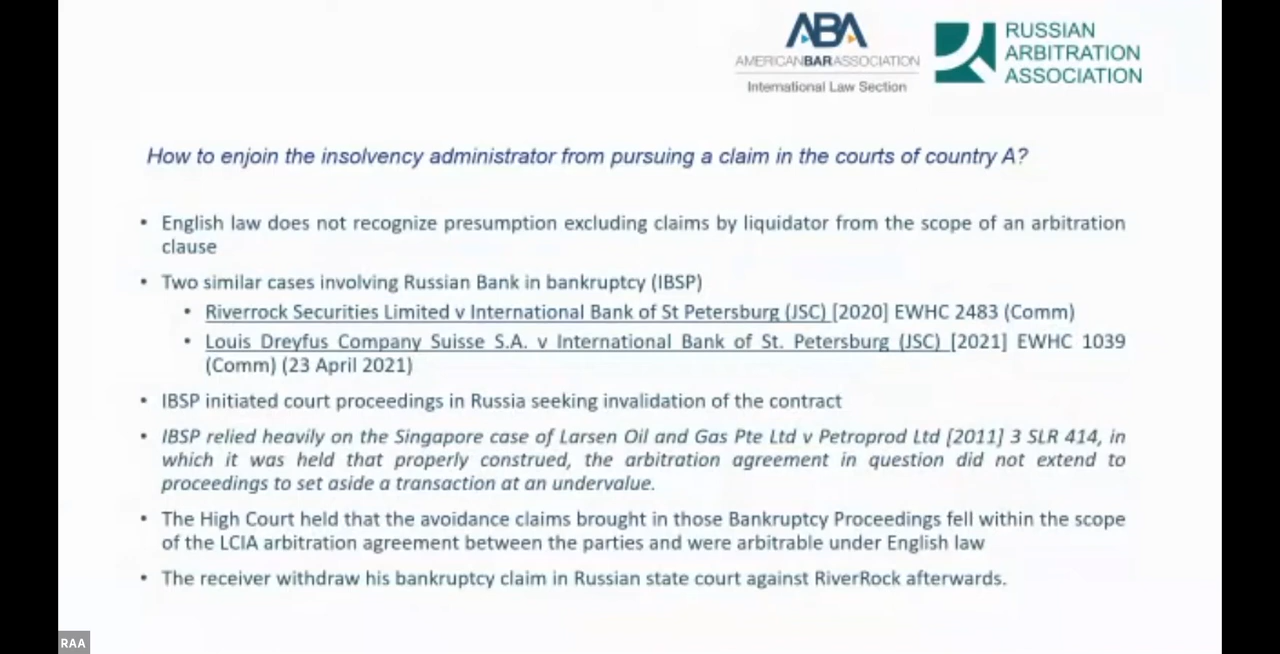 ABA
AMERICANBARASSOCIATION
International Law Section
RUSSIAN
ARBITRATION
ASSOCIATION
How to enjoin the insolvency administrator from pursuing a claim in the courts of country A?
• English law does not recognize presumption excluding claims by liquidator from the scope of an arbitration
clause
• Two similar cases involving Russian Bank in bankruptcy (IBSP)
• Riverrock Securities Limited v International Bank of St Petersburg (JSC) [2020] EWHC 2483 (Comm)
• Louis Dreyfus Company Suisse S.A. v International Bank of St. Petersburg (JSC) [2021] EWHC 1039
(Comm) (23 April 2021)
• IBSP initiated court proceedings in Russia seeking invalidation of the contract
• IBSP relied heavily on the Singapore case of Larsen Oil and Gas Pte Ltd v Petroprod Ltd [2011] 3 SLR 414, in
which it was held that properly construed, the arbitration agreement in question did not extend to
proceedings to set aside a transaction at an undervalue.
• The High Court held that the avoidance claims brought in those Bankruptcy Proceedings fell within the scope
of the LCIA arbitration agreement between the parties and were arbitrable under English law
• The receiver withdraw his bankruptcy claim in Russian state court against RiverRock afterwards.
RAA